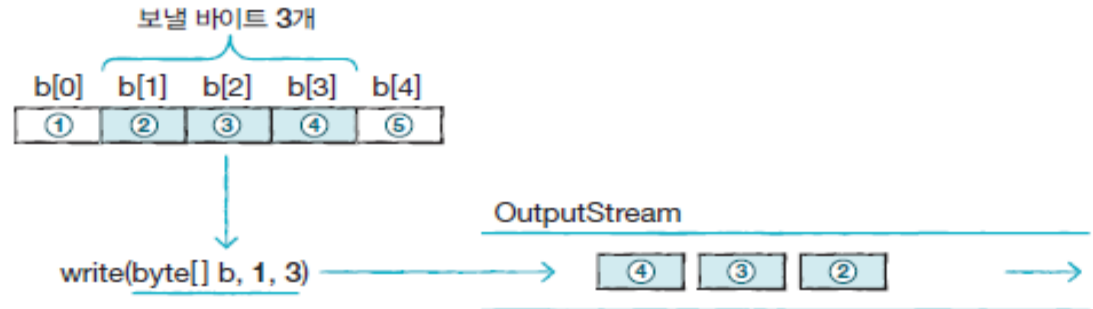 보낼 바이트 3개
b[0] b[1] b[2] b[3] b[4]
① ② ③ ④ ⑤
OutputStream
write(byte[] b, 1, 3)
④ ③ ②